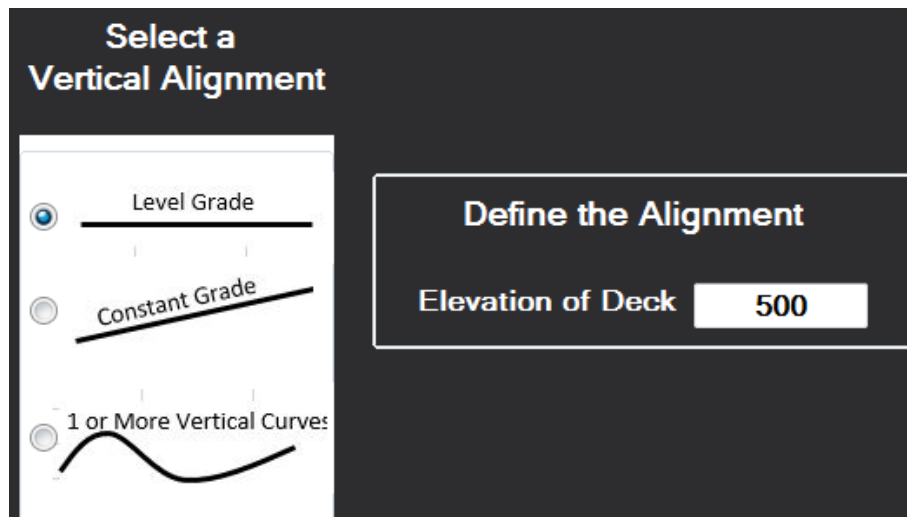 Select a
Vertical Alignment
Level Grade
Constant Grade
1 or More Vertical Curves
Define the Alignment
Elevation of Deck 500